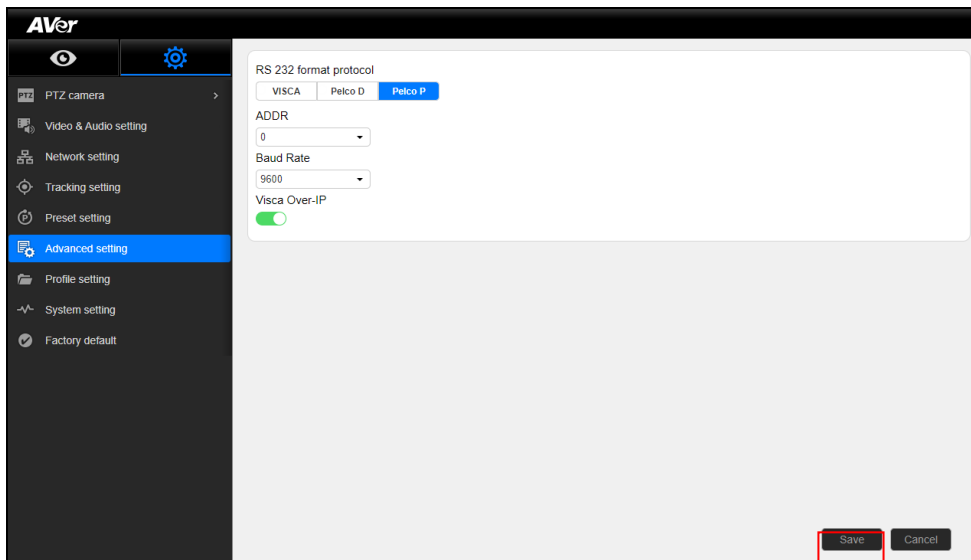 AVer
PTZ PTZ camera
Video & Audio setting
Network setting
Tracking setting
P Preset setting
Advanced setting
Profile setting
System setting
Factory default
RS 232 format protocol
VISCA Pelco D Pelco P
ADDR
0
Baud Rate
9600
Visca Over-IP
Save Cancel